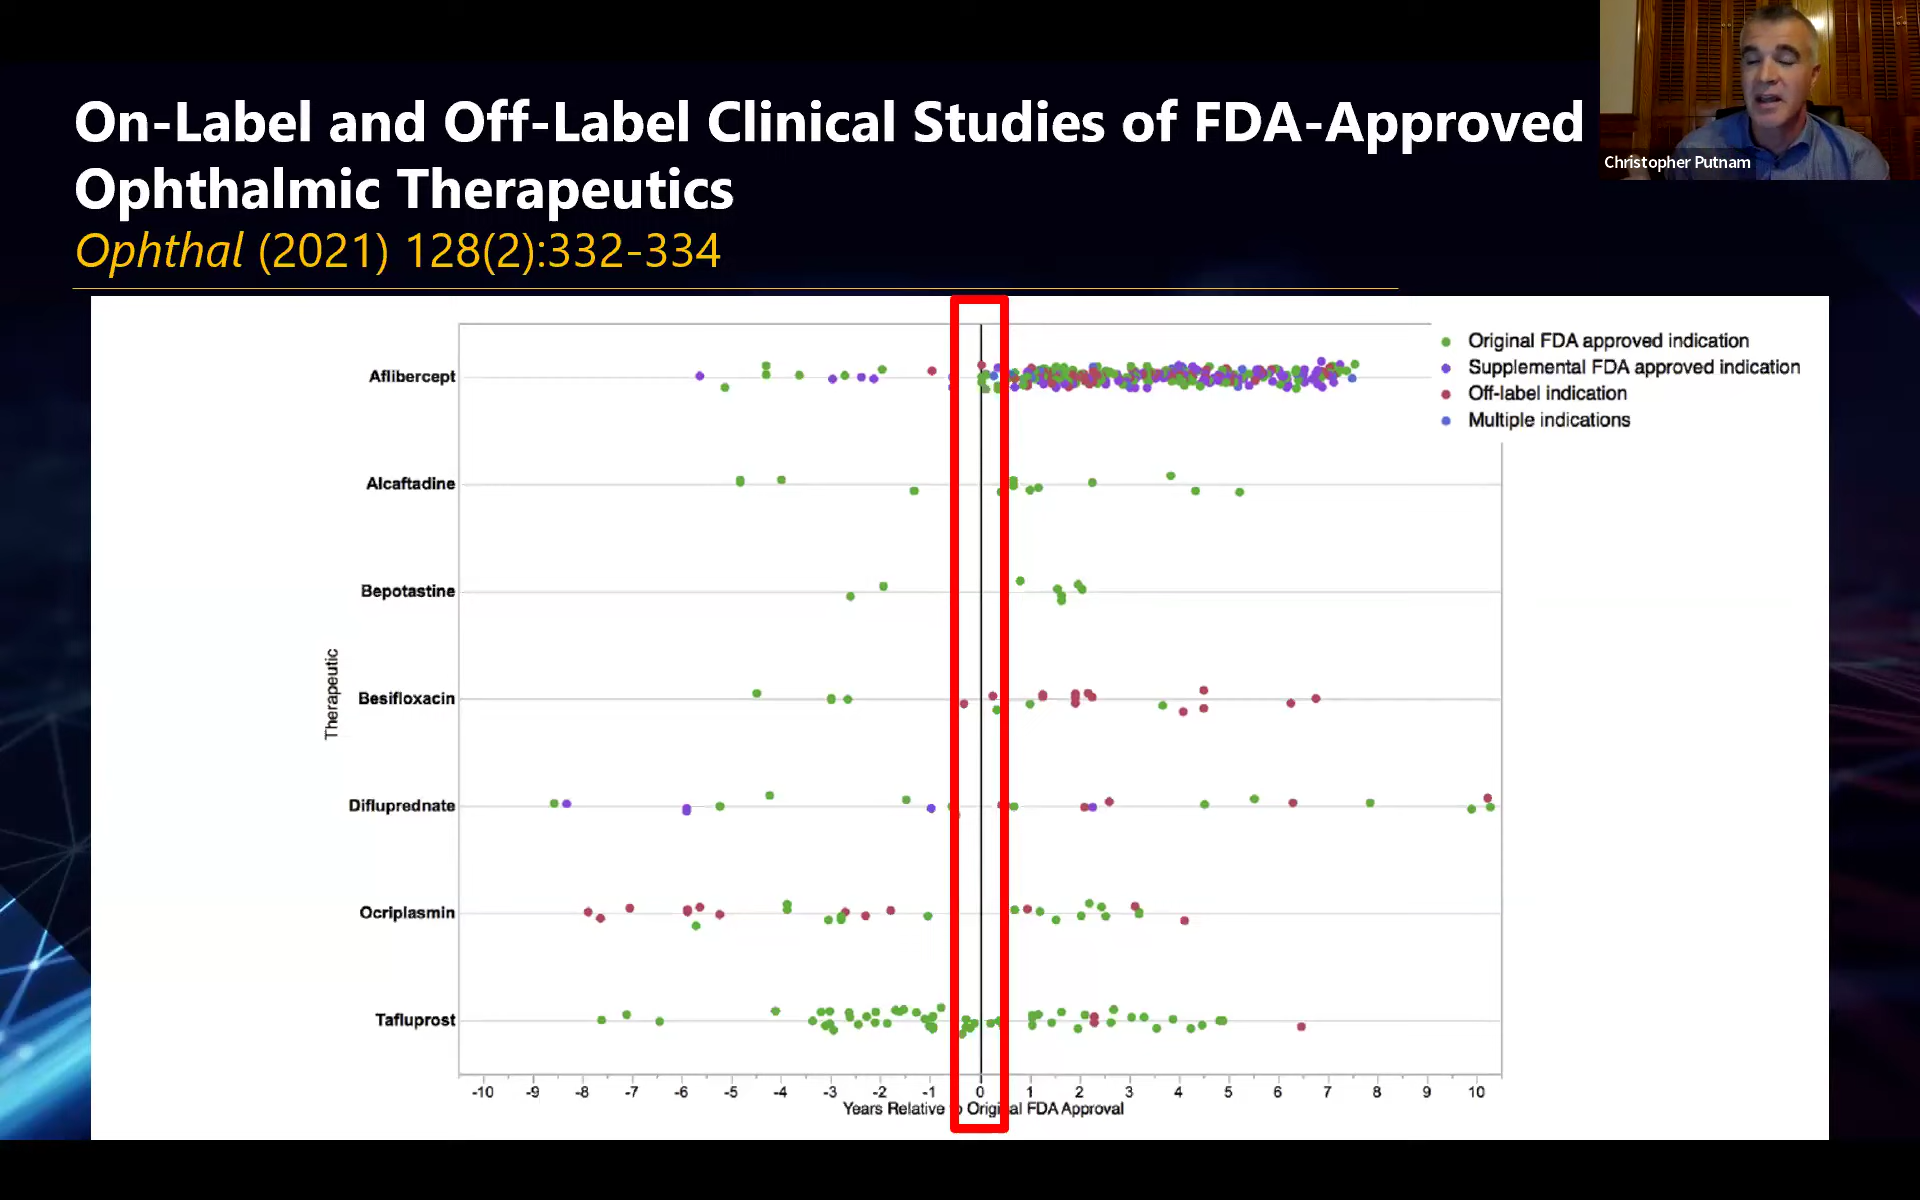 On-Label and Off-Label Clinical Studies of FDA-Approved
Ophthalmic Therapeutics
Ophthal (2021) 128(2):332-334
Christopher Putnam
Original FDA approved indication
Supplemental FDA approved indication
Off-label indication
Multiple indications
Therapeutic
Aflibercept
Alcaftadine
Bepotastine
Besifloxacin
Difluprednate
Ocriplasmin
Tafluprost
-10 -9 -8 -7 -6 -5 -4 -3 -2 -1 0 1 2 3 4 5 6 7 8 9 10
Years Relative Original FDA Approval